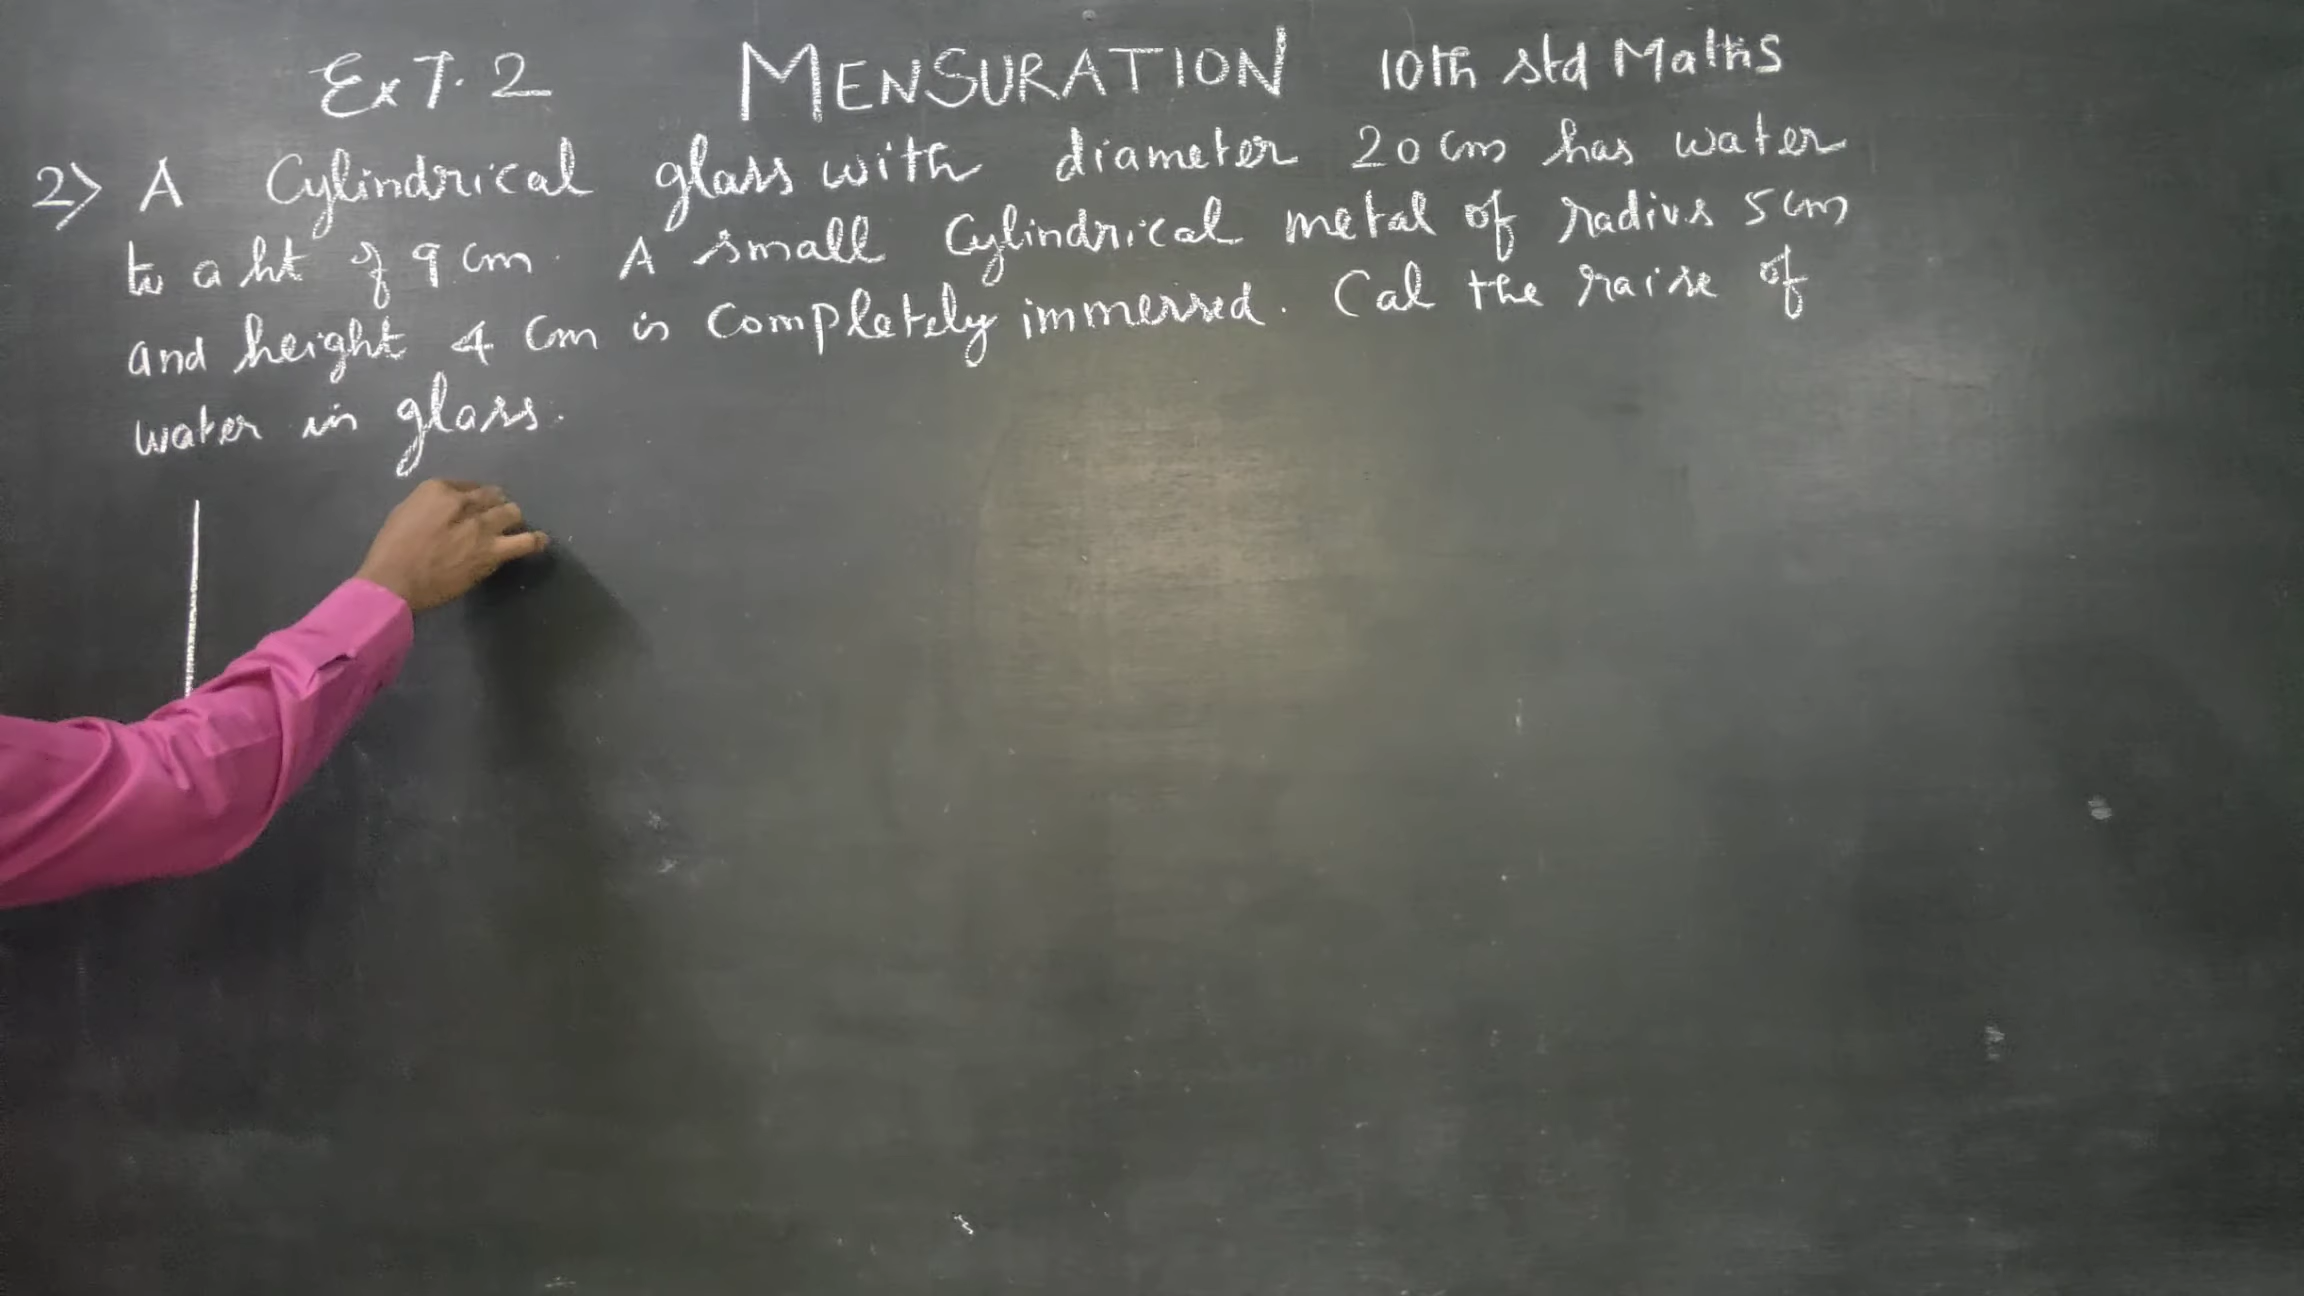 Ex 7.2 MENSURATION 10th std Maths
2) A Cylindrical glass with diameter 20 cm has water
to a ht of 9 cm. A small Cylindrical metal of radius 5 cm
and height 4 cm is completely immersed. Cal the raise of
water in glass.